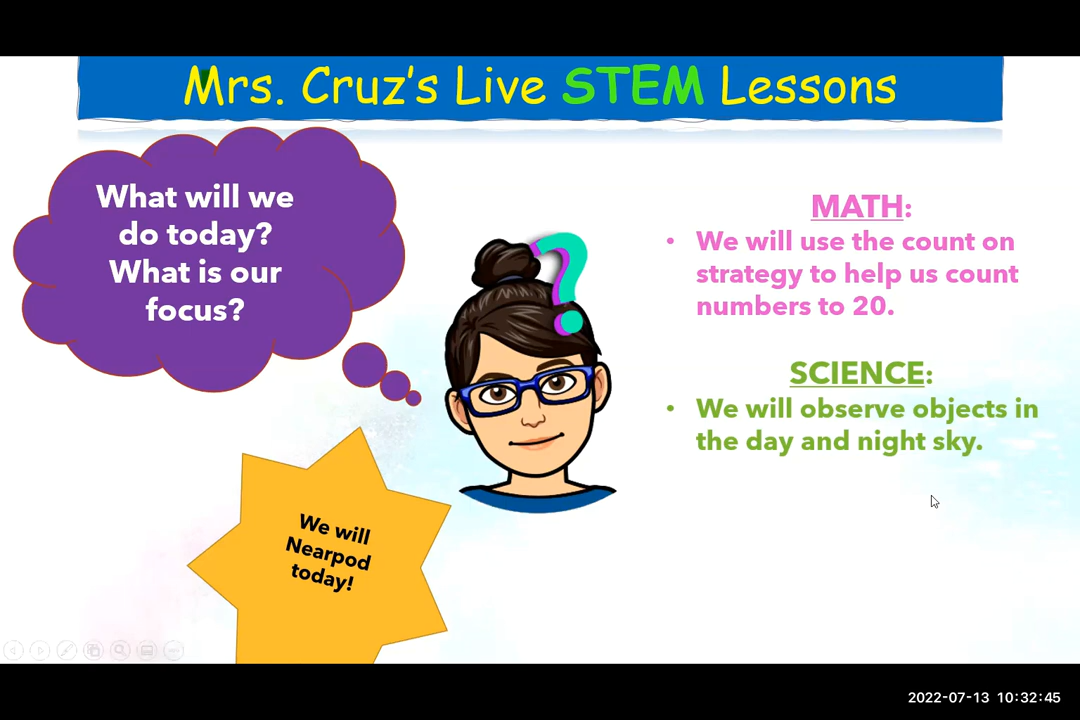 Mrs. Cruz's Live STEM Lessons
What will we
do today?
What is our
focus?
MATH:
• We will use the count on
strategy to help us count
numbers to 20.
SCIENCE:
• We will observe objects in
the day and night sky.
We will
Nearpod
today!
2022-07-13 10:32:45